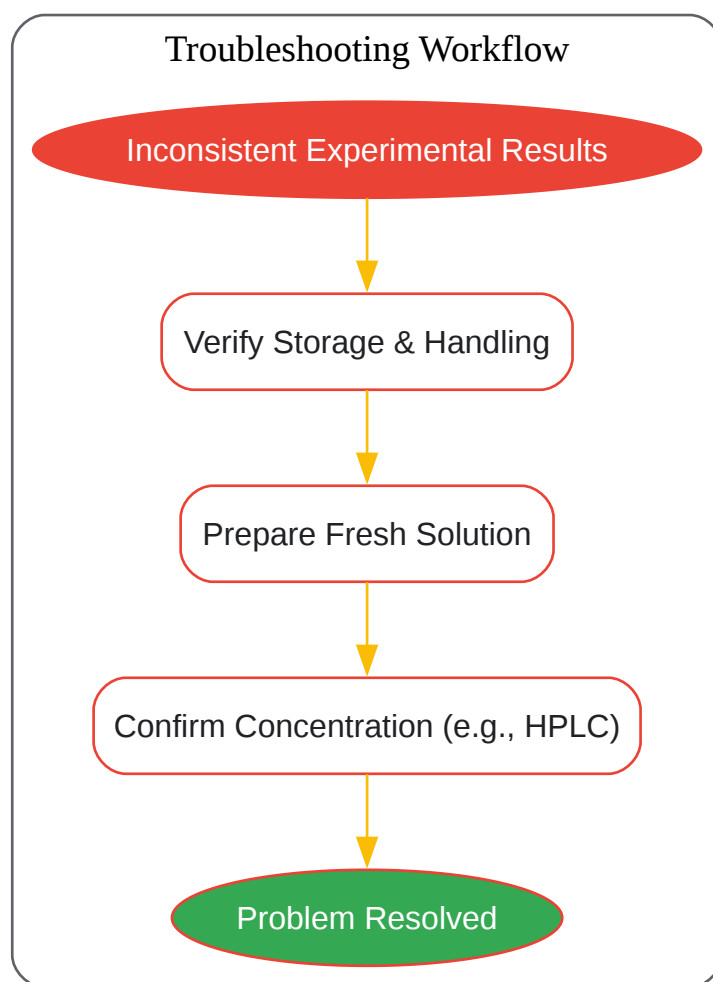 Troubleshooting Workflow
Inconsistent Experimental Results
Verify Storage & Handling
Prepare Fresh Solution
Confirm Concentration (e.g., HPLC)
Problem Resolved